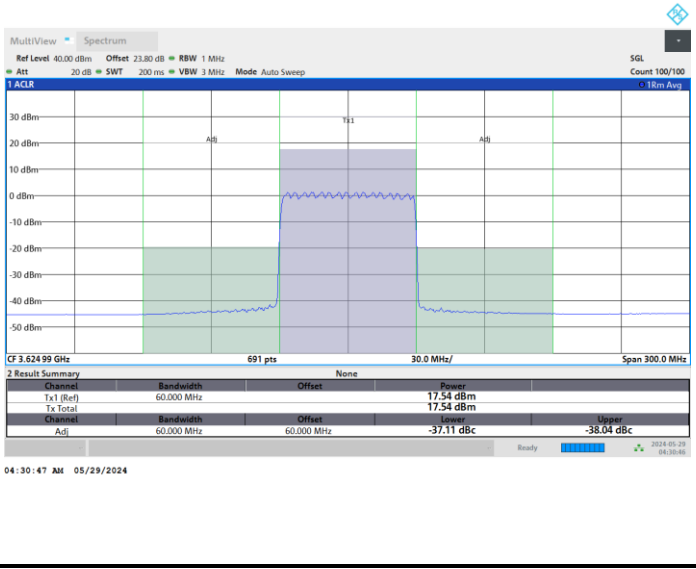 MultiView Spectrum
Ref Level 40.00 dBm Offset 23.80 dB RBW 1 MHz SGL
Att 20 dB SWT 200 ms VBW 3 MHz Mode Auto Sweep Count 100/100
1 ACLR 1Rm Avg
30 dBm
Tx1
20 dBm Adj Adj
10 dBm
0 dBm
-10 dBm
-20 dBm
-30 dBm
-40 dBm
-50 dBm
CF 3.624 99 GHz 691 pts 30.0 MHz/ Span 300.0 MHz
2 Result Summary None
Channel Bandwidth Offset Power
Tx1 (Ref) 60.000 MHz 17.54 dBm
Tx Total 17.54 dBm
Channel Bandwidth Offset Lower Upper
Adj 60.000 MHz 60.000 MHz -37.11 dBc -38.04 dBc
Ready 2024-05-29
04:30:46
04:30:47 AM 05/29/2024